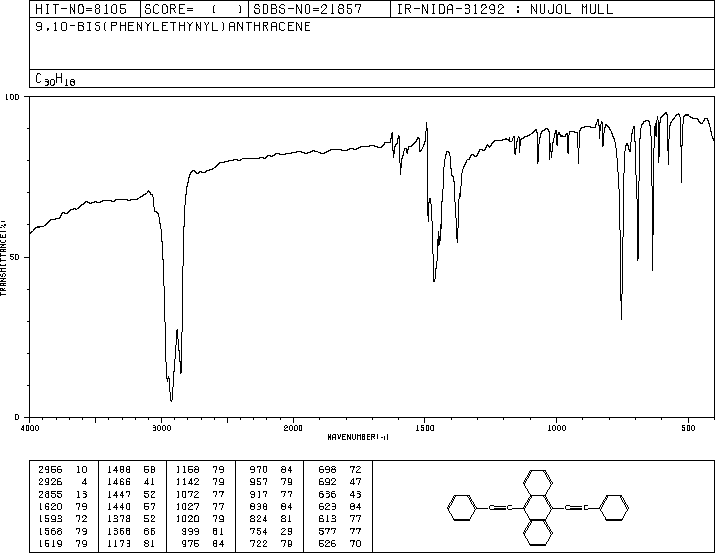 HIT-NO=8105 SCORE= ( ) SDBS-NO=21857 IR-NIDA-31292 : NUJOL MULL
9,10-BIS(PHENYLETHYNYL)ANTHRACENE
C30H18
100
TRANSMITTANCE(%)
50
0
4000 3000 2000 1500 1000 500
WAVENUMBER(-1)
2956 10 1488 58 1158 79 970 84 698 72
2926 4 1466 41 1142 79 957 79 692 47
2855 13 1447 52 1072 77 917 77 636 43
1620 79 1440 57 1027 77 838 84 623 84
1593 72 1378 52 1020 79 824 81 613 77
1568 79 1368 66 999 81 754 29 577 77
1519 79 1173 81 976 84 722 79 526 70